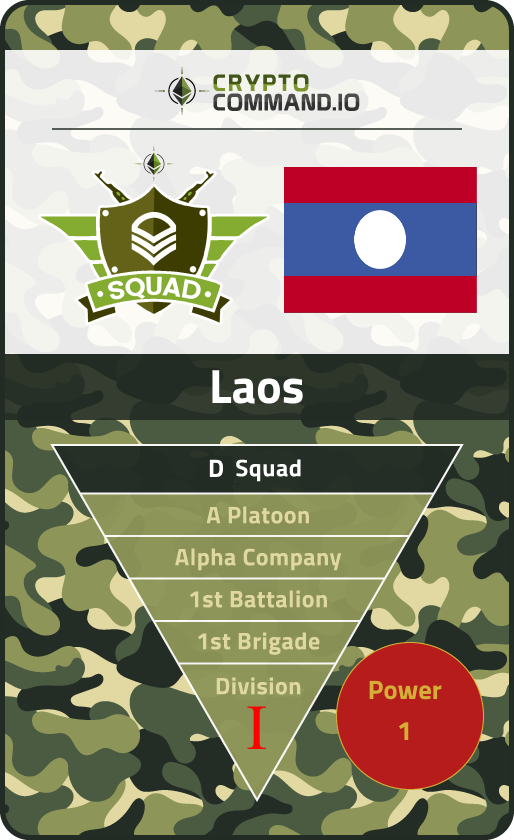 CRYPTO
COMMAND.IO
SQUAD
Laos
D Squad
A Platoon
Alpha Company
1st Battalion
1st Brigade
Division
I
Power
1